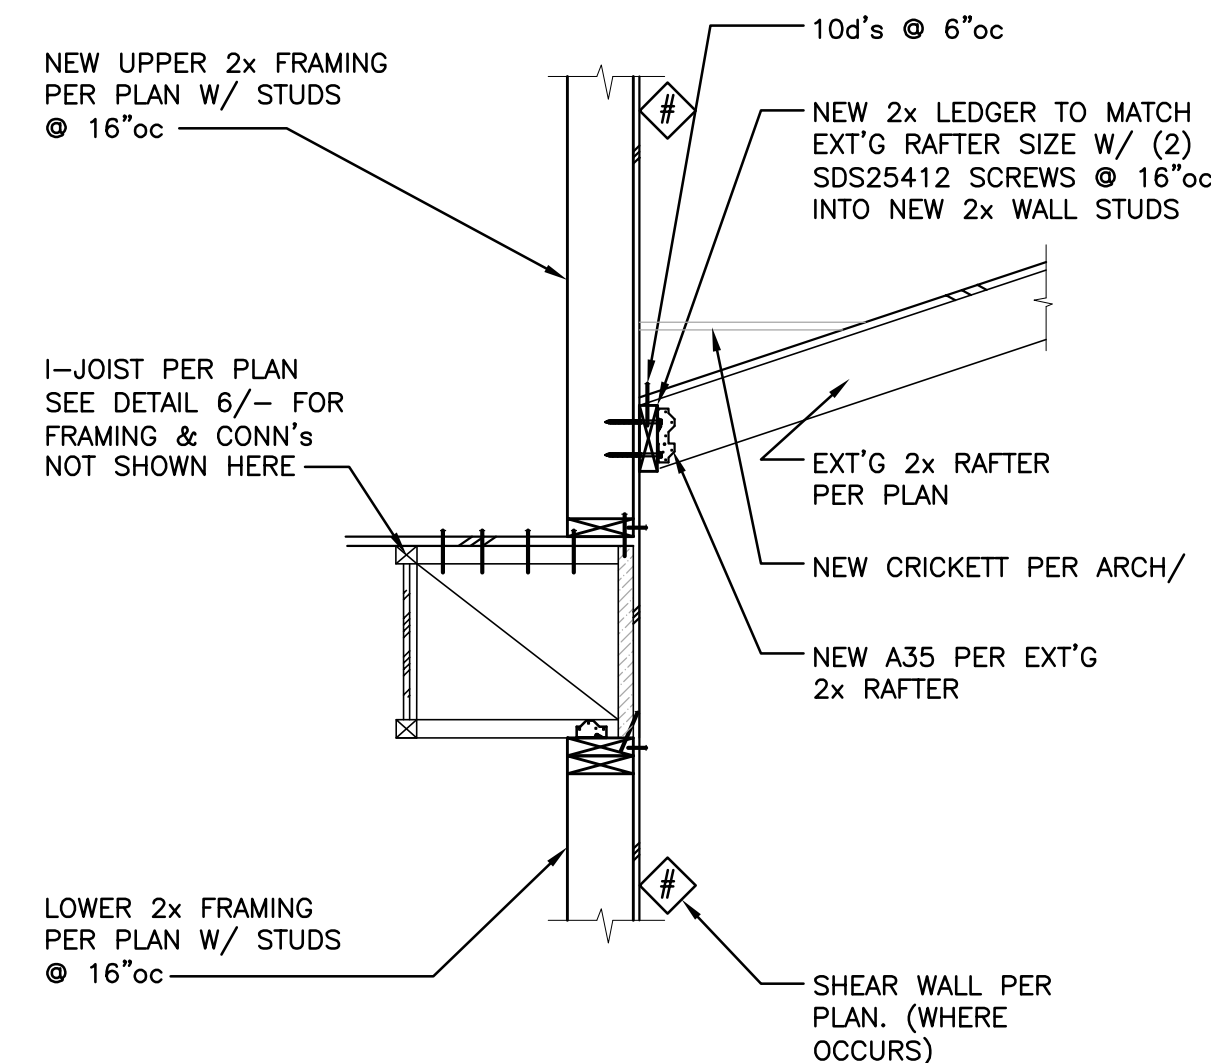 NEW UPPER 2x FRAMING
PER PLAN W/ STUDS
@ 16"oc
I-JOIST PER PLAN
SEE DETAIL 6/- FOR
FRAMING & CONN's
NOT SHOWN HERE
LOWER 2x FRAMING
PER PLAN W/ STUDS
@ 16"oc
#
#
10d's @ 6"oc
NEW 2x LEDGER TO MATCH
EXT'G RAFTER SIZE W/ (2)
SDS25412 SCREWS @ 16"oc
INTO NEW 2x WALL STUDS
EXT'G 2x RAFTER
PER PLAN
NEW CRICKETT PER ARCH/
NEW A35 PER EXT'G
2x RAFTER
SHEAR WALL PER
PLAN. (WHERE
OCCURS)